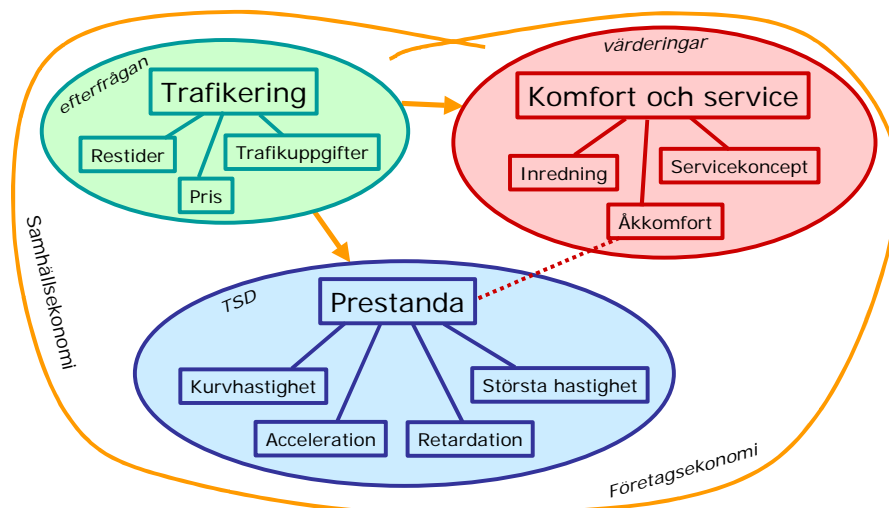 efterfrågan
Trafikering
Restider
Trafikuppgifter
Pris
värderingar
Komfort och service
Inredning
Servicekoncept
Åkkomfort
Samhällsekonomi
TSD
Prestanda
Kurvhastighet
Största hastighet
Acceleration
Retardation
Företagsekonomi